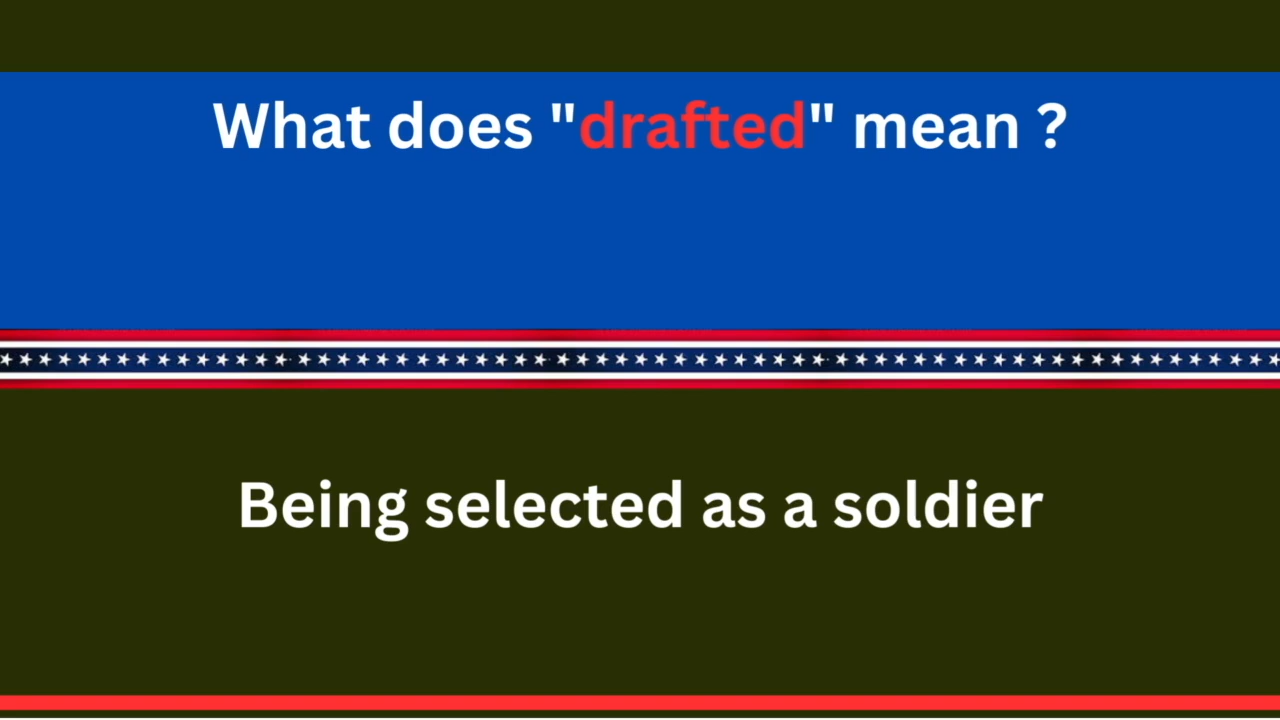 What does "drafted" mean ?
Being selected as a soldier